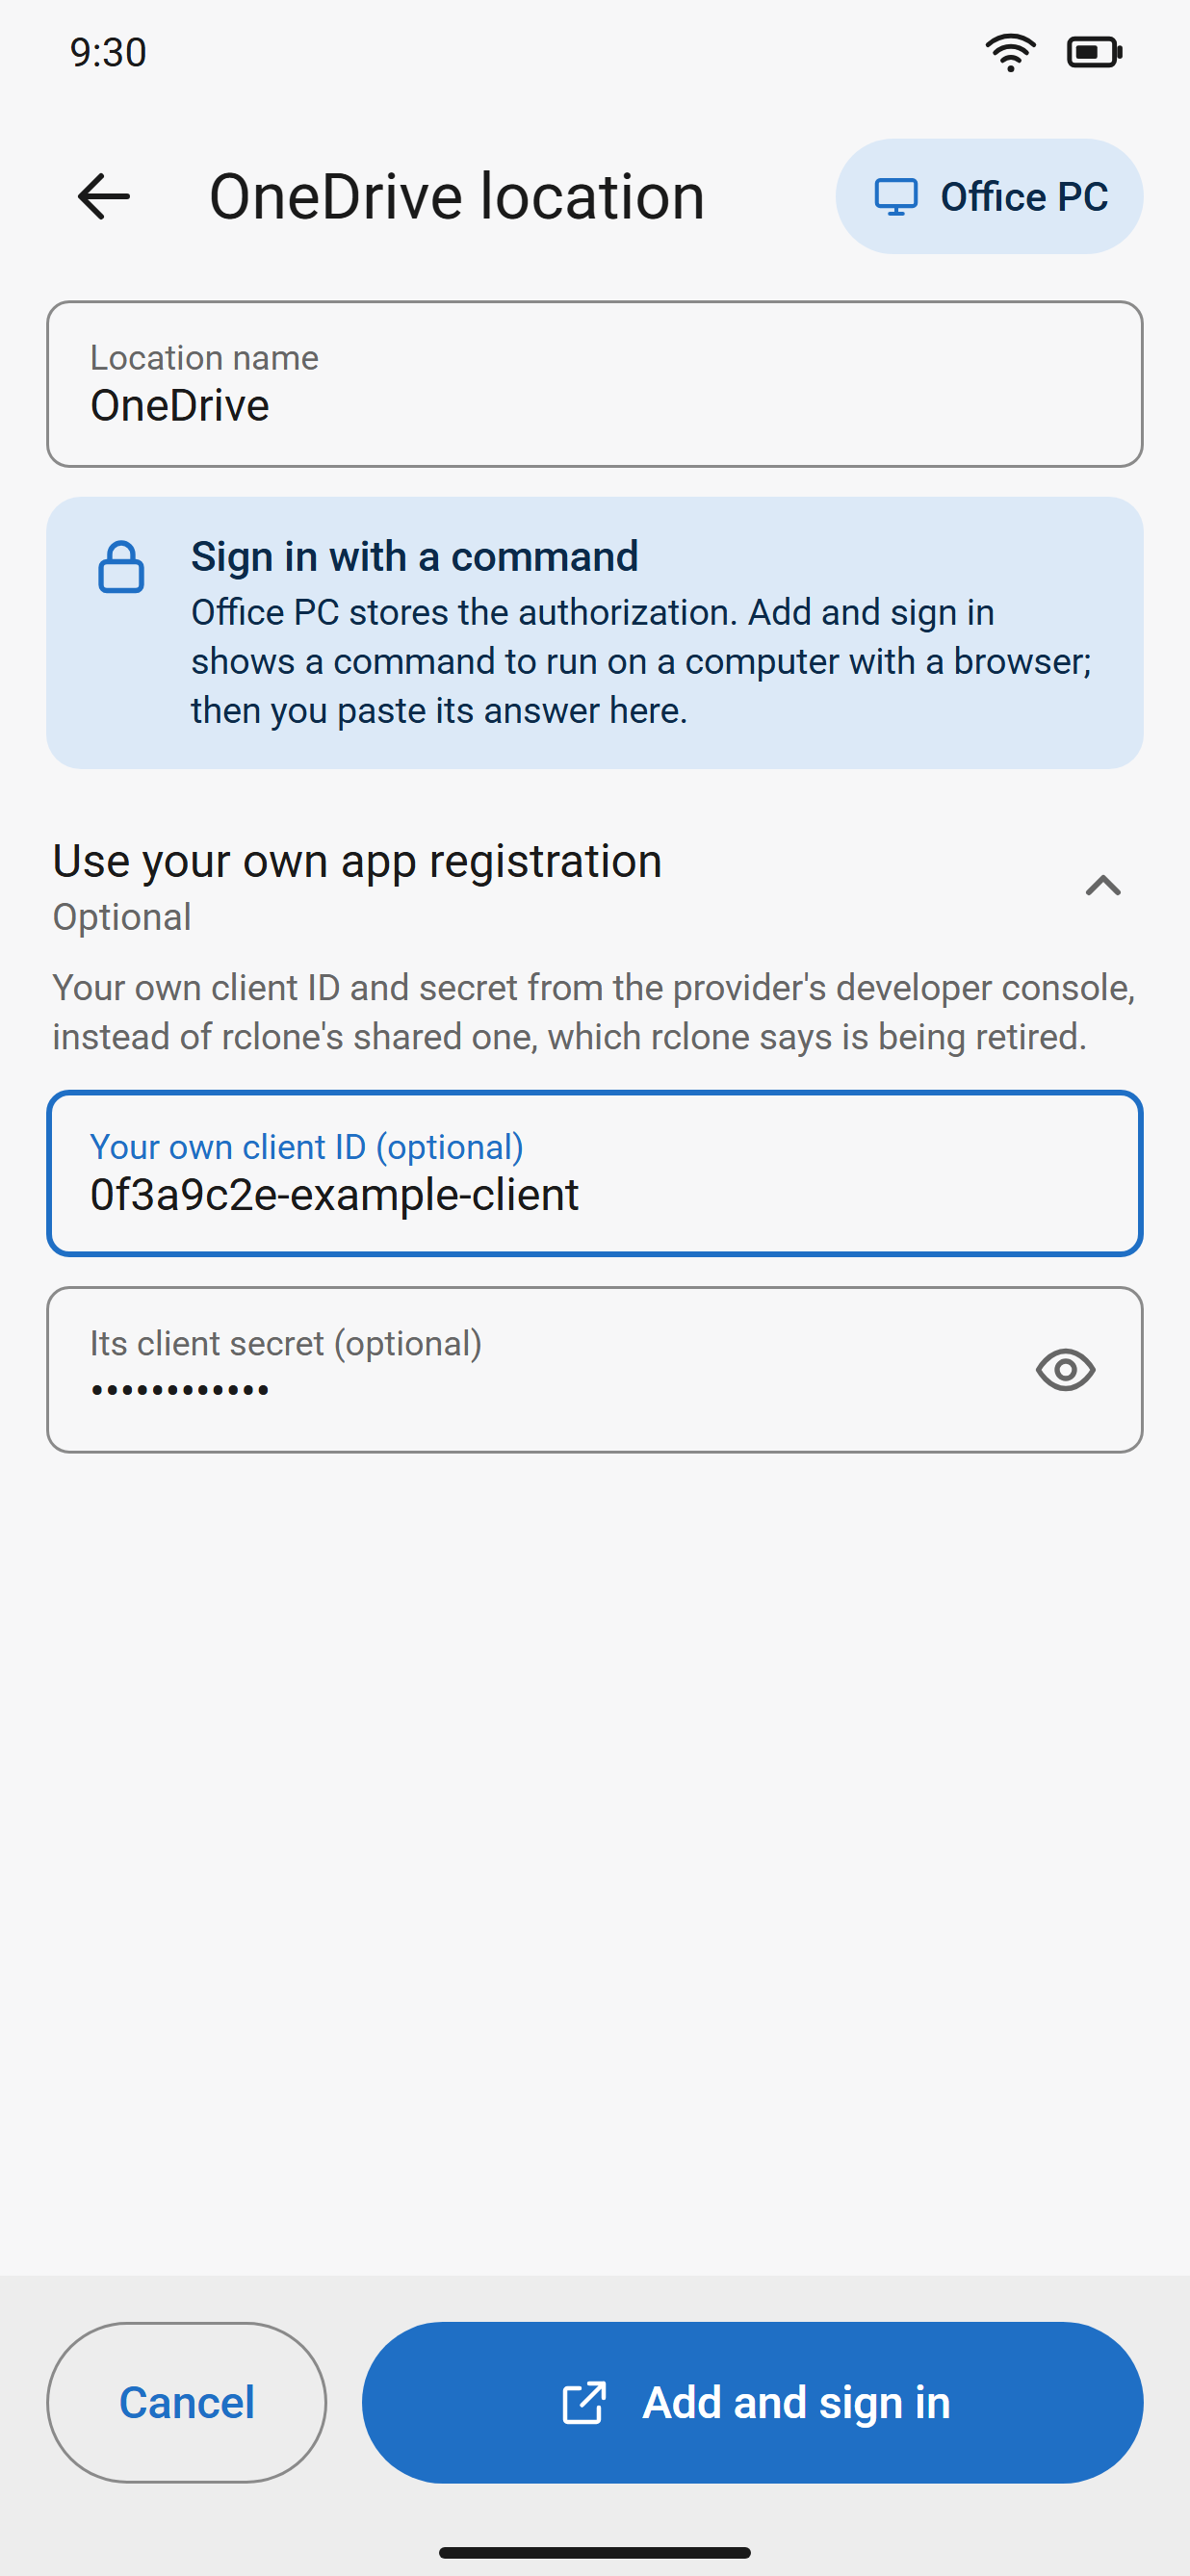 9:30
OneDrive location
Office PC
Location name
OneDrive
Sign in with a command
Office PC stores the authorization. Add and sign in
shows a command to run on a computer with a browser;
then you paste its answer here.
Use your own app registration
Optional
Your own client ID and secret from the provider's developer console,
instead of rclone's shared one, which rclone says is being retired.
Your own client ID (optional)
0f3a9c2e-example-client
Its client secret (optional)
••••••••••••
Cancel
Add and sign in